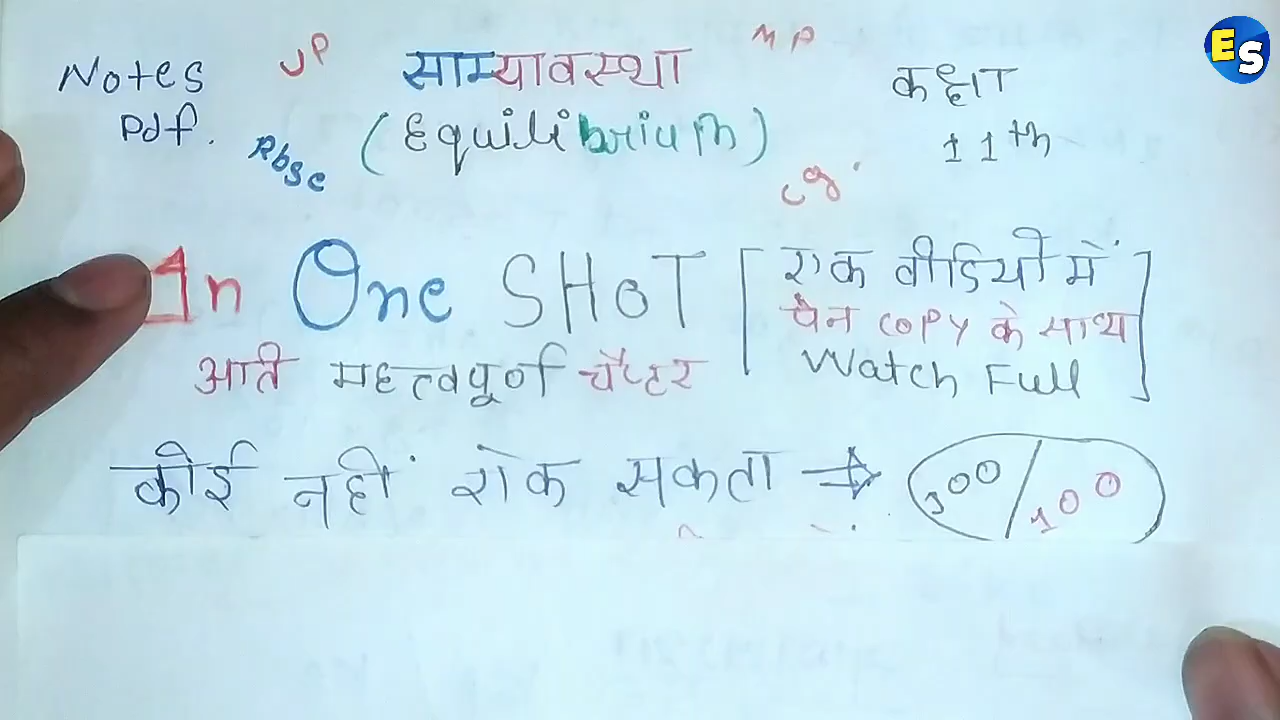 Notes UP साम्यावस्था MP कक्षा
Pdf. Rbse (Equilibrium) cg. 11th
In One SHOT [एक वीडियो में
पेन copy के साथ
अति महत्त्वपूर्ण चैप्टर Watch Full]
कोई नहीं रोक सकता → 100/100
ES